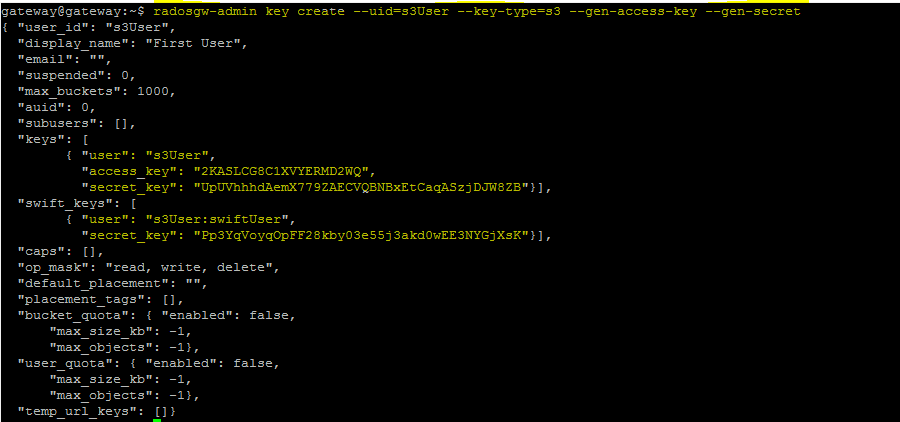 gateway@gateway:~$ radosgw-admin key create --uid=s3User --key-type=s3 --gen-access-key --gen-secret
{ "user_id": "s3User",
  "display_name": "First User",
  "email": "",
  "suspended": 0,
  "max_buckets": 1000,
  "auid": 0,
  "subusers": [],
  "keys": [
        { "user": "s3User",
          "access_key": "2KASLCG8C1XVYERMD2WQ",
          "secret_key": "UpUVhhhdAemX779ZAECVQBNBxEtCaqASzjDJW8ZB"}],
  "swift_keys": [
        { "user": "s3User:swiftUser",
          "secret_key": "Pp3YqVoyqOpFF28kby03e55j3akd0wEE3NYGjXsK"}],
  "caps": [],
  "op_mask": "read, write, delete",
  "default_placement": "",
  "placement_tags": [],
  "bucket_quota": { "enabled": false,
      "max_size_kb": -1,
      "max_objects": -1},
  "user_quota": { "enabled": false,
      "max_size_kb": -1,
      "max_objects": -1},
  "temp_url_keys": []}